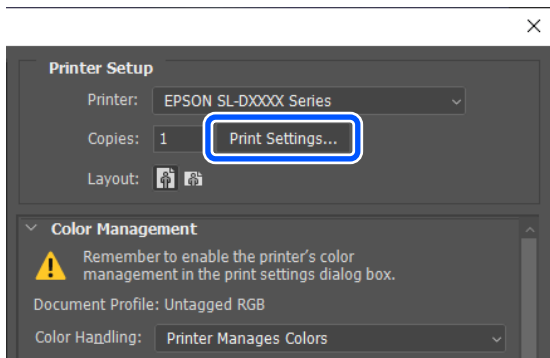 Printer Setup
Printer: EPSON SL-DXXXX Series
Copies: 1 Print Settings...
Layout:
Color Management
Remember to enable the printer's color
management in the print settings dialog box.
Document Profile: Untagged RGB
Color Handling: Printer Manages Colors